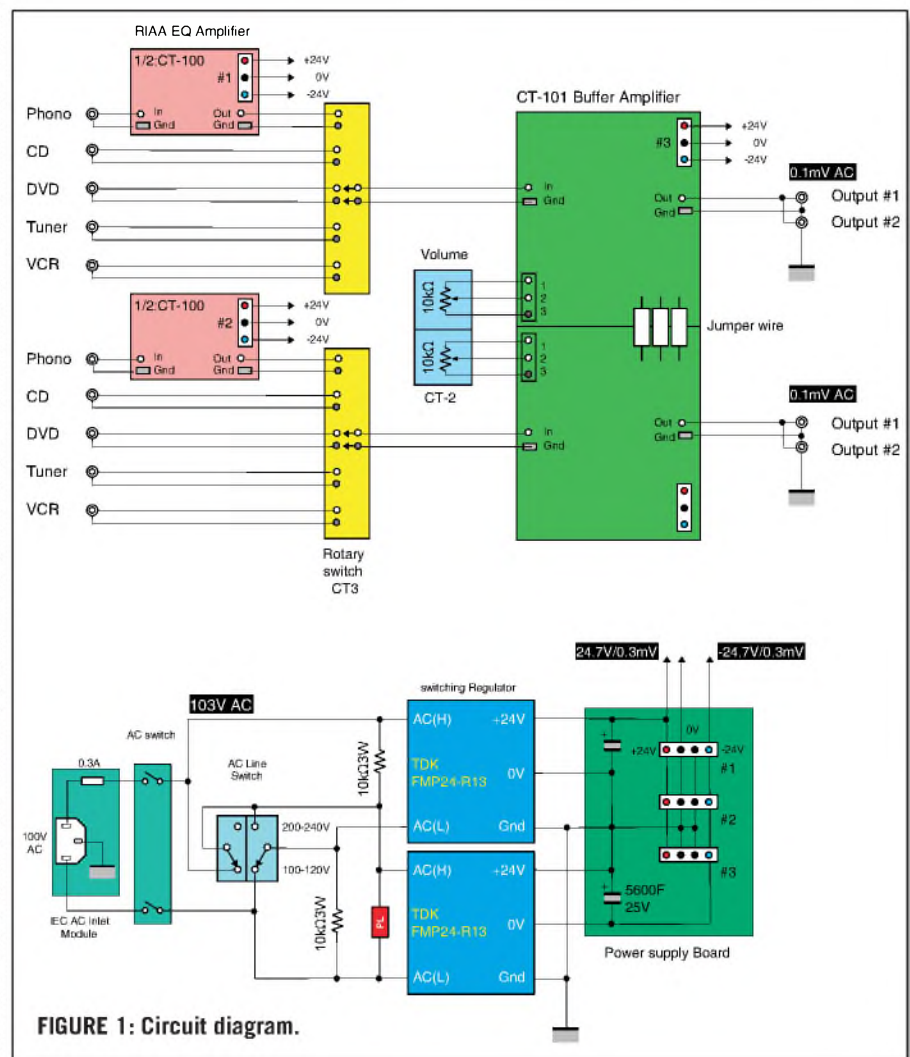 RIAA EQ Amplifier
1/2:CT-100
#1
+24V
0V
-24V
In
Gnd
Out
Gnd
Phono
CD
DVD
Tuner
VCR
CT-101 Buffer Amplifier
#3
+24V
0V
-24V
In
Gnd
Out
Gnd
0.1mV AC
Output #1
Output #2
Volume
10kΩ
1
2
3
10kΩ
1
2
3
CT-2
Jumper wire
1/2:CT-100
#2
+24V
0V
-24V
In
Gnd
Out
Gnd
Phono
CD
DVD
Tuner
VCR
In
Gnd
Out
Gnd
0.1mV AC
Output #1
Output #2
Rotary
switch
CT3
24.7V/0.3mV
-24.7V/0.3mV
switching Regulator
103V AC
AC switch
0.3A
100V
AC
IEC AC Inlet
Module
AC Line
Switch
200-240V
100-120V
10kΩ3W
10kΩ3W
PL
AC(H)
+24V
TDK
FMP24-R13
0V
AC(L)
Gnd
AC(H)
+24V
TDK
FMP24-R13
0V
AC(L)
Gnd
+
+24V
0V
-24V
#1
#2
#3
+
5600F
25V
Power supply Board
FIGURE 1: Circuit diagram.